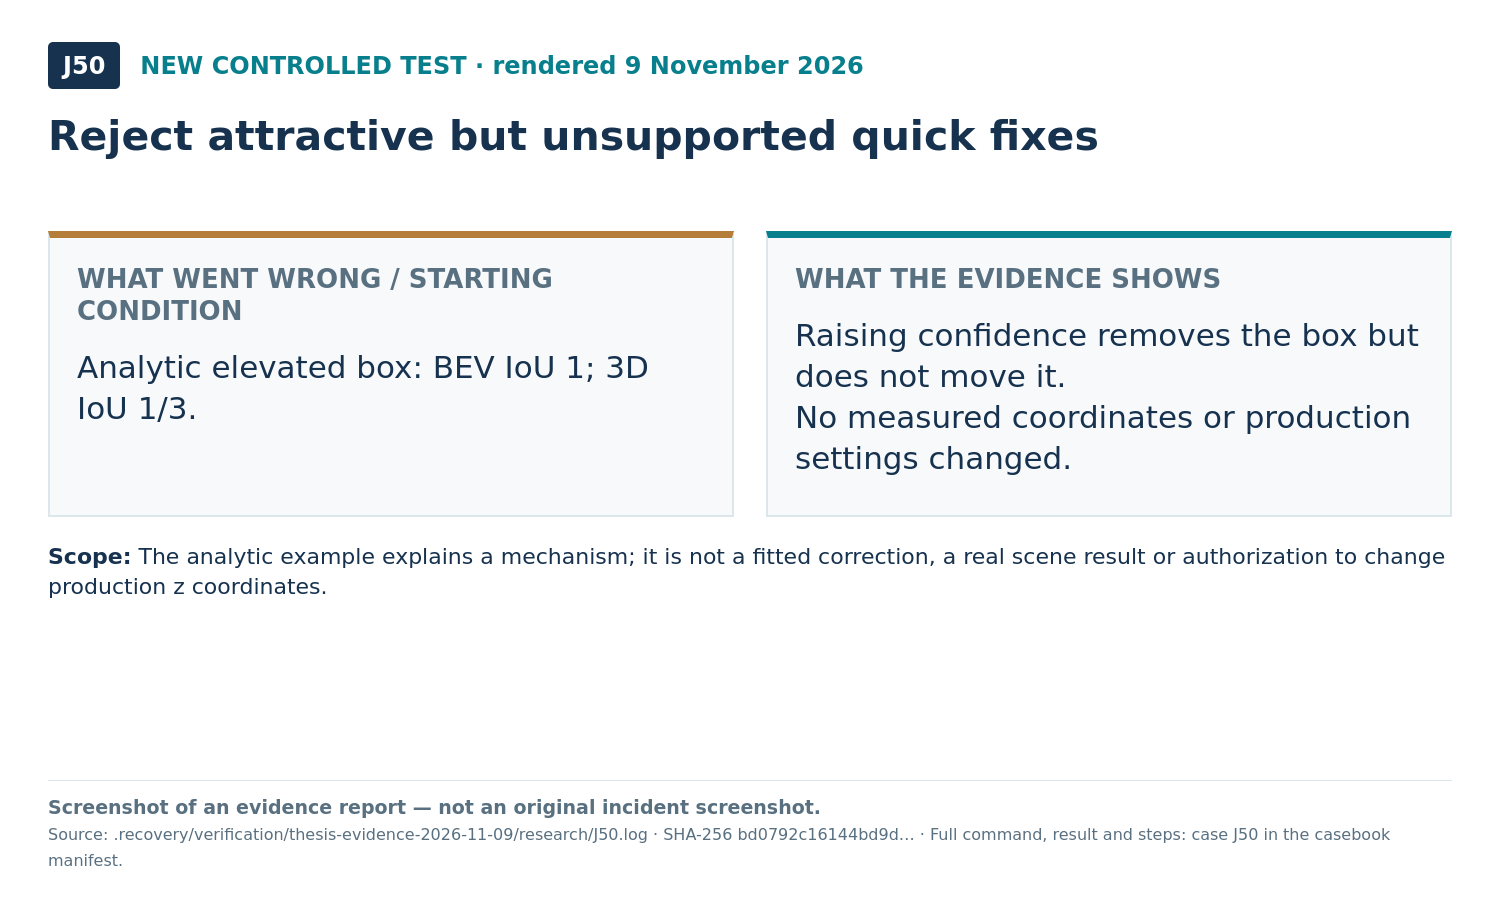 J50
NEW CONTROLLED TEST · rendered 9 November 2026
Reject attractive but unsupported quick fixes
WHAT WENT WRONG / STARTING
CONDITION
Analytic elevated box: BEV IoU 1; 3D
IoU 1/3.
WHAT THE EVIDENCE SHOWS
Raising confidence removes the box but
does not move it.
No measured coordinates or production
settings changed.
Scope: The analytic example explains a mechanism; it is not a fitted correction, a real scene result or authorization to change
production z coordinates.
Screenshot of an evidence report — not an original incident screenshot.
Source: .recovery/verification/thesis-evidence-2026-11-09/research/J50.log · SHA-256 bd0792c16144bd9d… · Full command, result and steps: case J50 in the casebook
manifest.